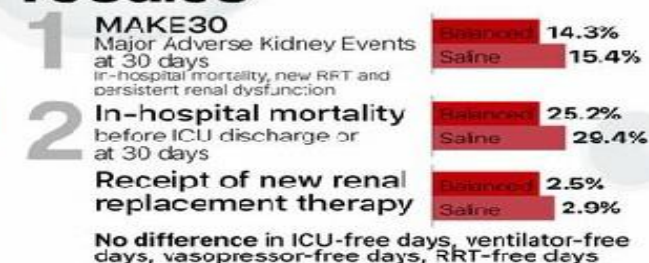 1
MAKE30
Major Adverse Kidney Events
at 30 days
In-hospital mortality, new RRT and
persistent renal dysfunction
Balanced 14.3%
Saline 15.4%
2
In-hospital mortality
before ICU discharge or
at 30 days
Balanced 25.2%
Saline 29.4%
Receipt of new renal
replacement therapy
Balanced 2.5%
Saline 2.9%
No difference in ICU-free days, ventilator-free
days, vasopressor-free days, RRT-free days